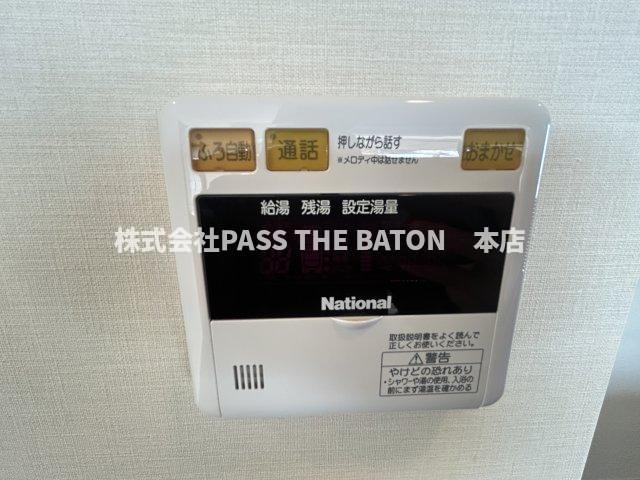 ふろ自動 通話 押しながら話す おまかせ
※メロディ中は話せません
給湯 残湯 設定湯量
株式会社PASS THE BATON 本店
National
取扱説明書をよく読んで
正しくお使いください。
⚠警告
やけどの恐れあり
・シャワーや湯の使用、入浴の
前にまず湯温を確かめる